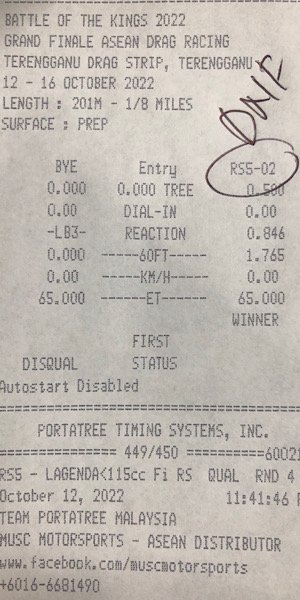 BATTLE OF THE KINGS 2022
GRAND FINALE ASEAN DRAG RACING
TERENGGANU DRAG STRIP, TERENGGANU
12 - 16 OCTOBER 2022
LENGTH : 201M - 1/8 MILES
SURFACE : PREP
DNF
BYE Entry RS5-02
0.000 0.000 TREE 0.500
0.00 DIAL-IN 0.00
-LB3- REACTION 0.846
0.000 -----60FT----- 1.765
0.00 -----KM/H----- 0.00
65.000 ------ET------ 65.000
WINNER
FIRST
DISQUAL STATUS
Autostart Disabled
PORTATREE TIMING SYSTEMS, INC.
============== 449/450 ==========60021
RS5 - LAGENDA<115cc Fi RS QUAL RND 4
October 12, 2022 11:41:46 P
TEAM PORTATREE MALAYSIA
MUSC MOTORSPORTS - ASEAN DISTRIBUTOR
www.facebook.com/muscmotorsports
+6016-6681490